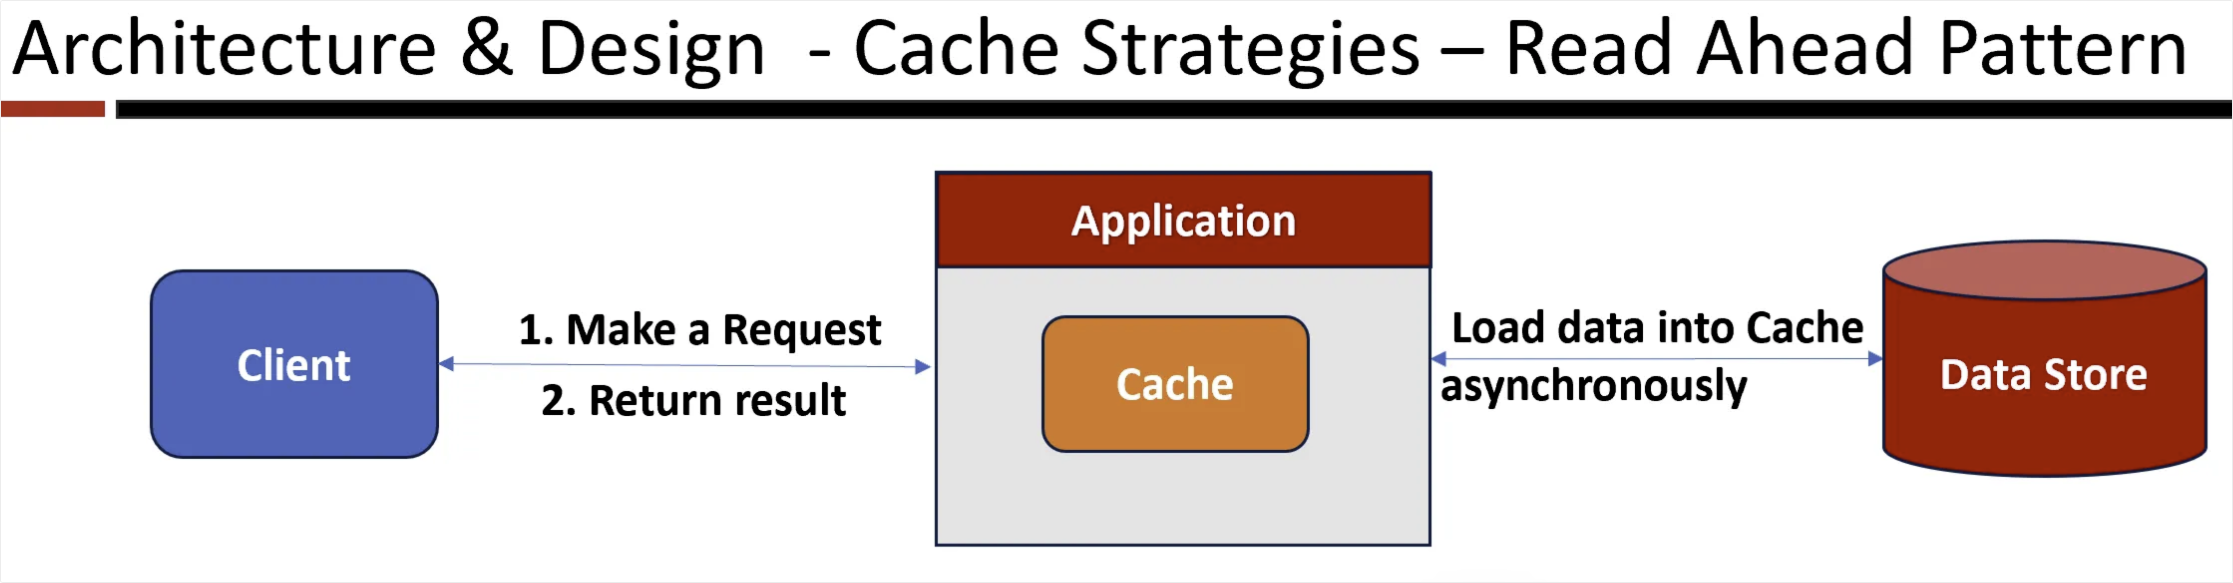 Architecture & Design  - Cache Strategies – Read Ahead Pattern
Application
Client
1. Make a Request
2. Return result
Cache
Load data into Cache
asynchronously
Data Store